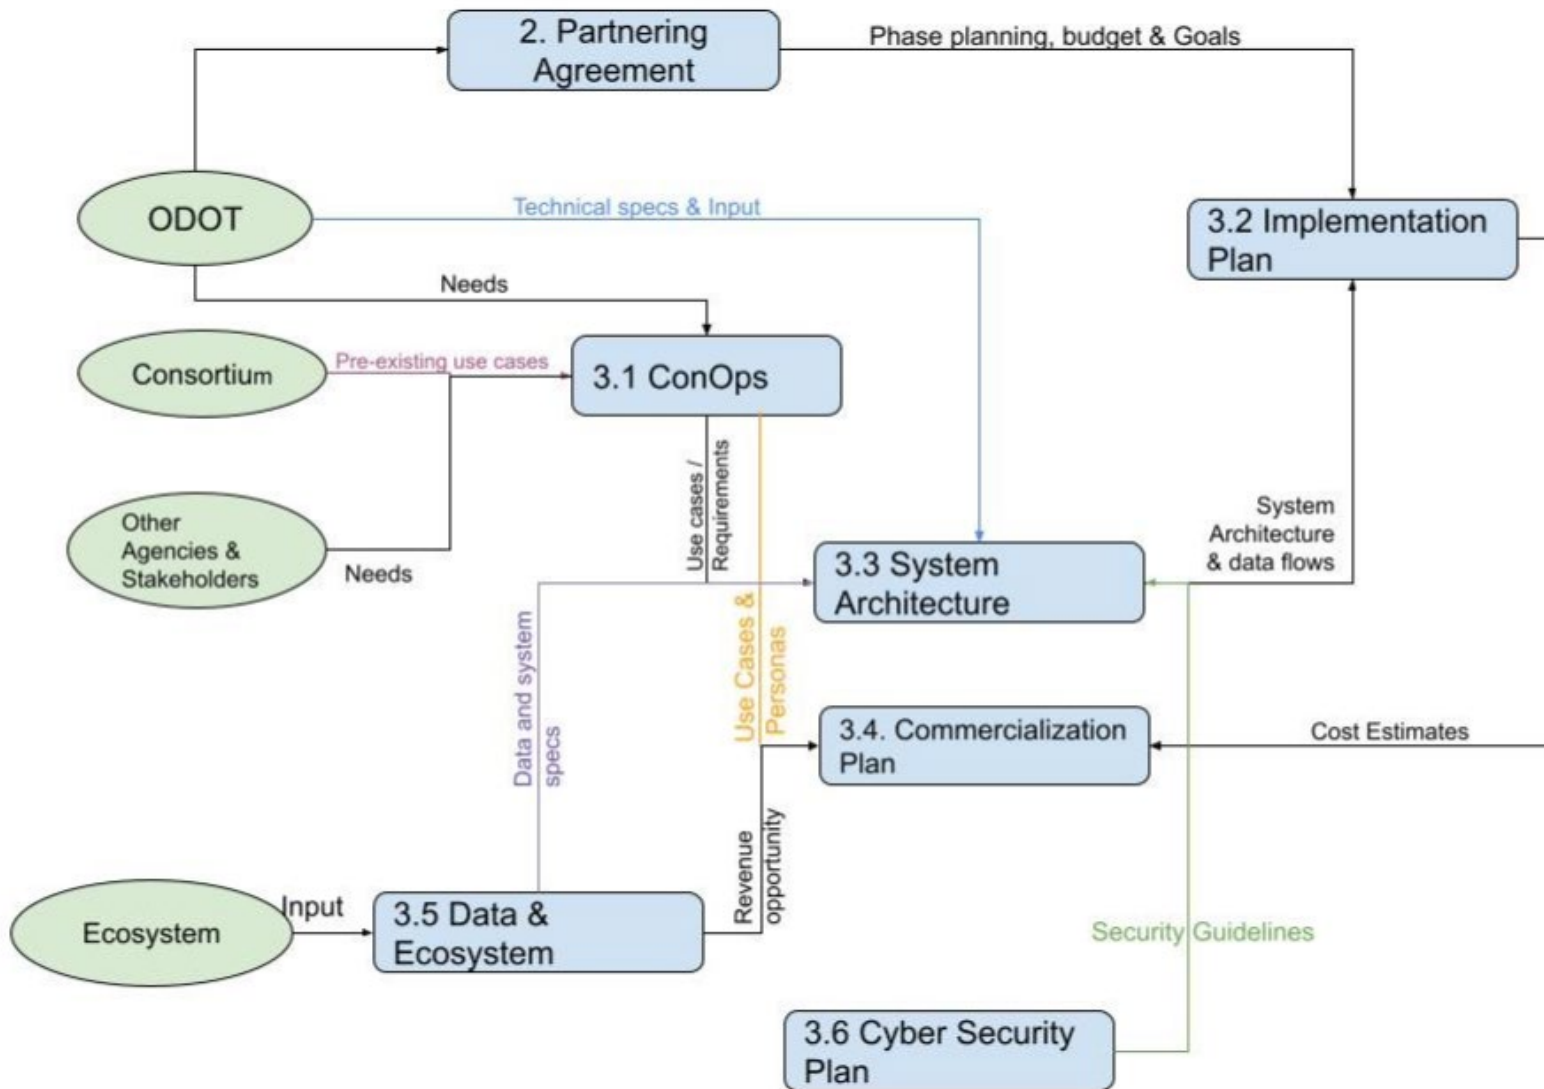 2. Partnering
Agreement
Phase planning, budget & Goals
ODOT
Technical specs & Input
3.2 Implementation
Plan
Needs
Consortium
Pre-existing use cases
3.1 ConOps
Use cases /
Requirements
Other
Agencies &
Stakeholders
Needs
System
Architecture
& data flows
3.3 System
Architecture
Data and system
specs
Use Cases &
Personas
3.4. Commercialization
Plan
Cost Estimates
Revenue
opportunity
Ecosystem
Input
3.5 Data &
Ecosystem
Security Guidelines
3.6 Cyber Security
Plan